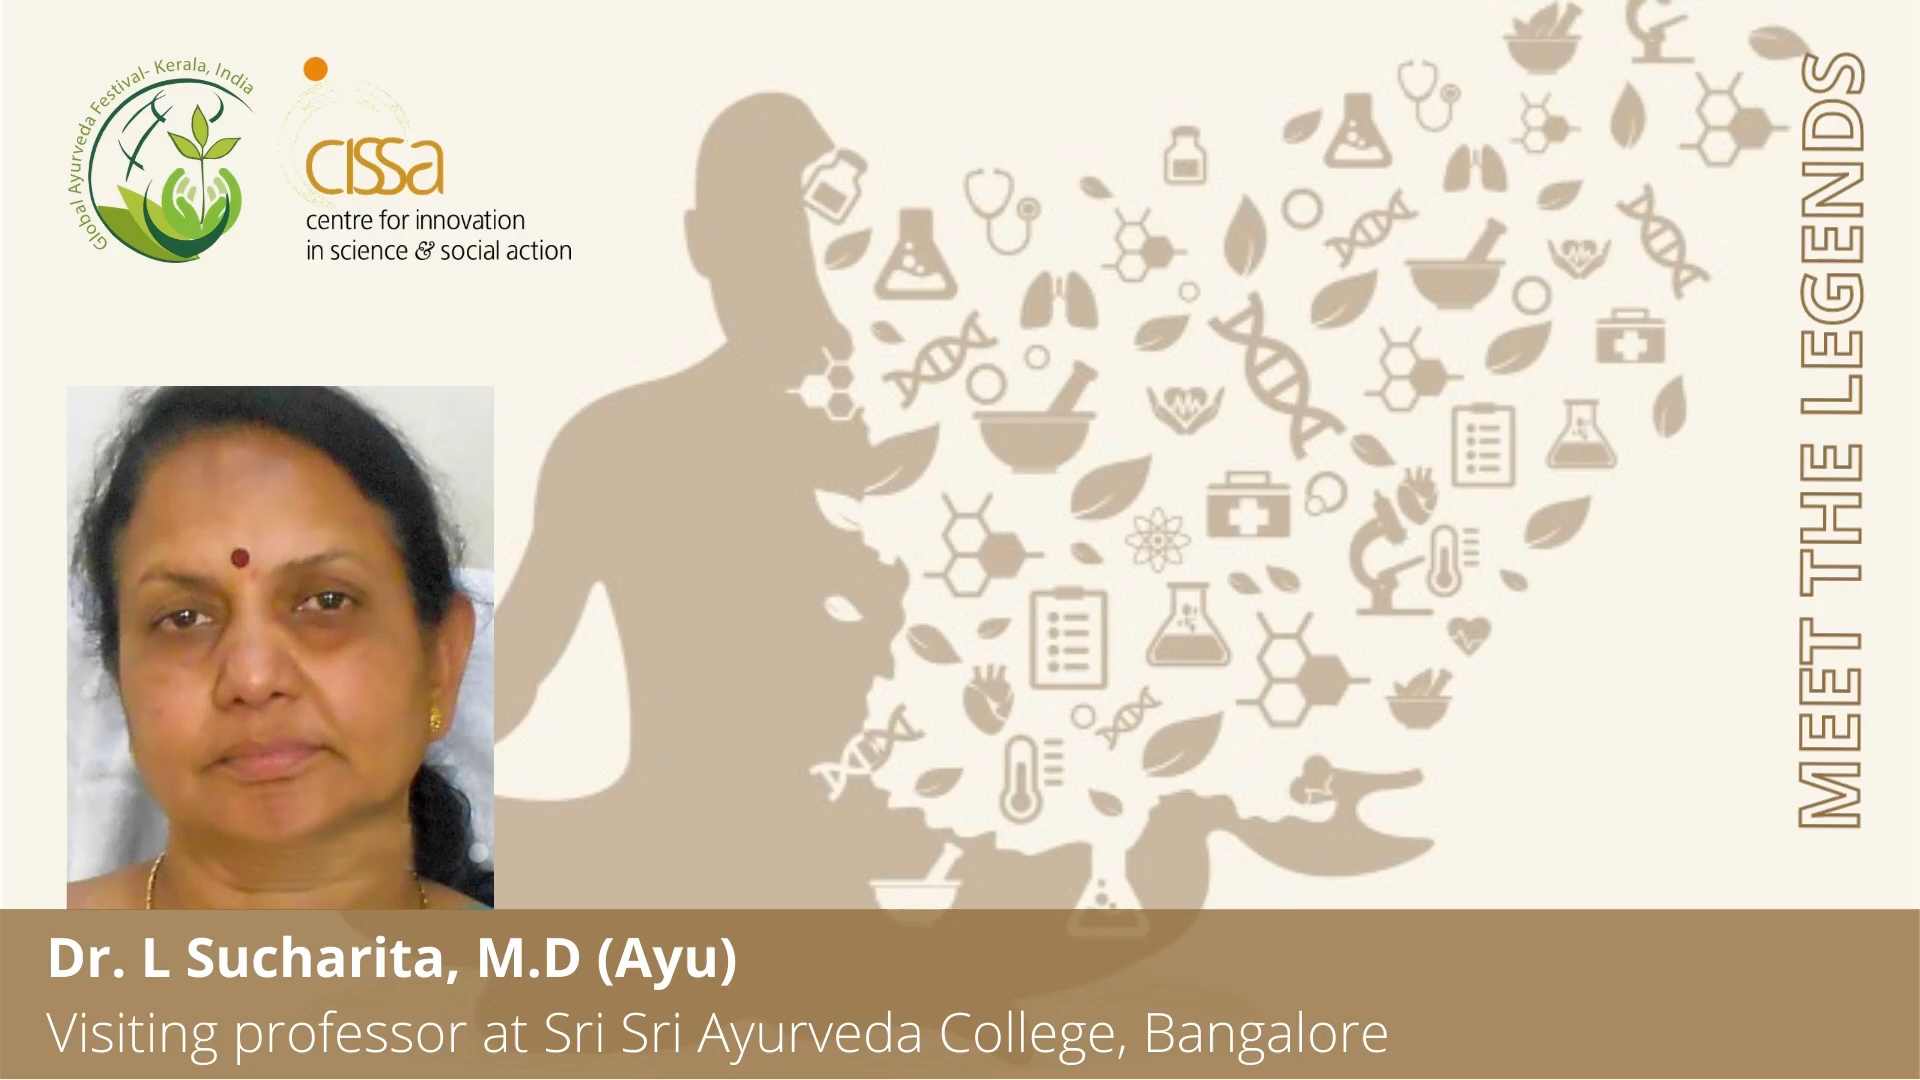 Global Ayurveda Festival- Kerala, India
cissa
centre for innovation
in science & social action
MEET THE LEGENDS
Dr. L Sucharita, M.D (Ayu)
Visiting professor at Sri Sri Ayurveda College, Bangalore